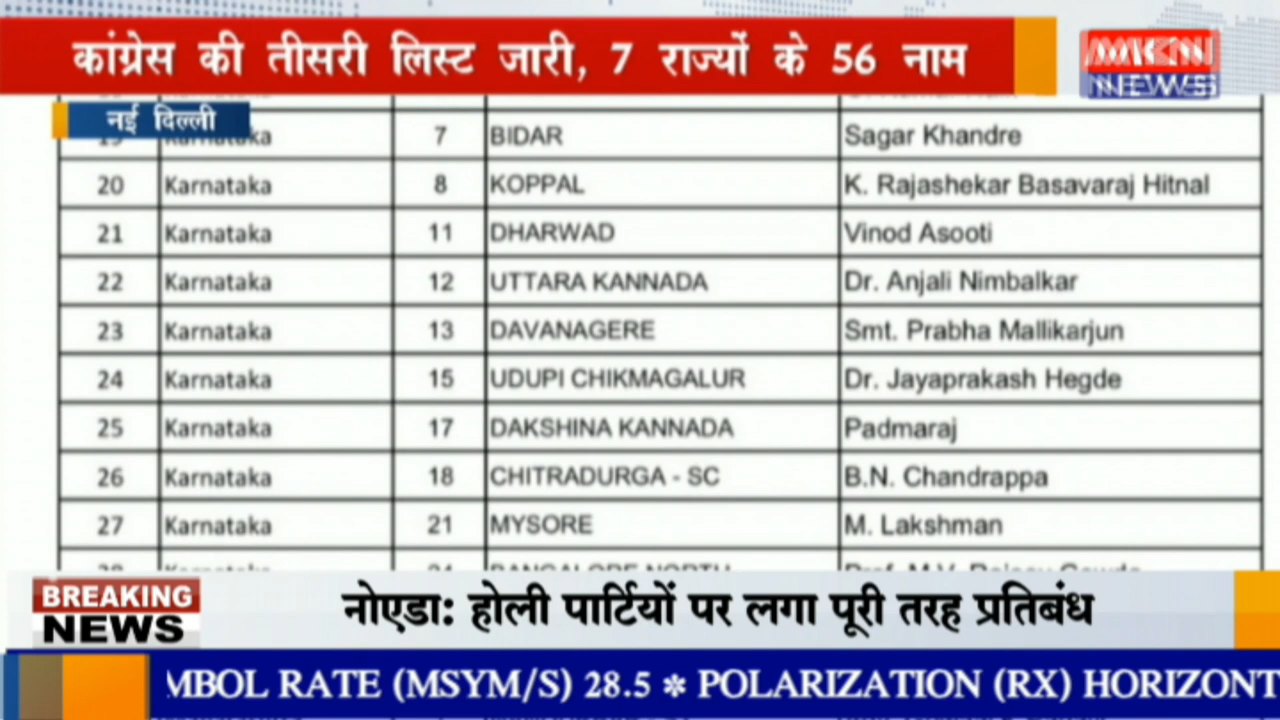 कांग्रेस की तीसरी लिस्ट जारी, 7 राज्यों के 56 नाम
NEWS
नई दिल्ली
19 Karnataka 7 BIDAR Sagar Khandre
20 Karnataka 8 KOPPAL K. Rajashekar Basavaraj Hitnal
21 Karnataka 11 DHARWAD Vinod Asooti
22 Karnataka 12 UTTARA KANNADA Dr. Anjali Nimbalkar
23 Karnataka 13 DAVANAGERE Smt. Prabha Mallikarjun
24 Karnataka 15 UDUPI CHIKMAGALUR Dr. Jayaprakash Hegde
25 Karnataka 17 DAKSHINA KANNADA Padmaraj
26 Karnataka 18 CHITRADURGA - SC B.N. Chandrappa
27 Karnataka 21 MYSORE M. Lakshman
BREAKING
NEWS
नोएडा: होली पार्टियों पर लगा पूरी तरह प्रतिबंध
MBOL RATE (MSYM/S) 28.5 * POLARIZATION (RX) HORIZONT